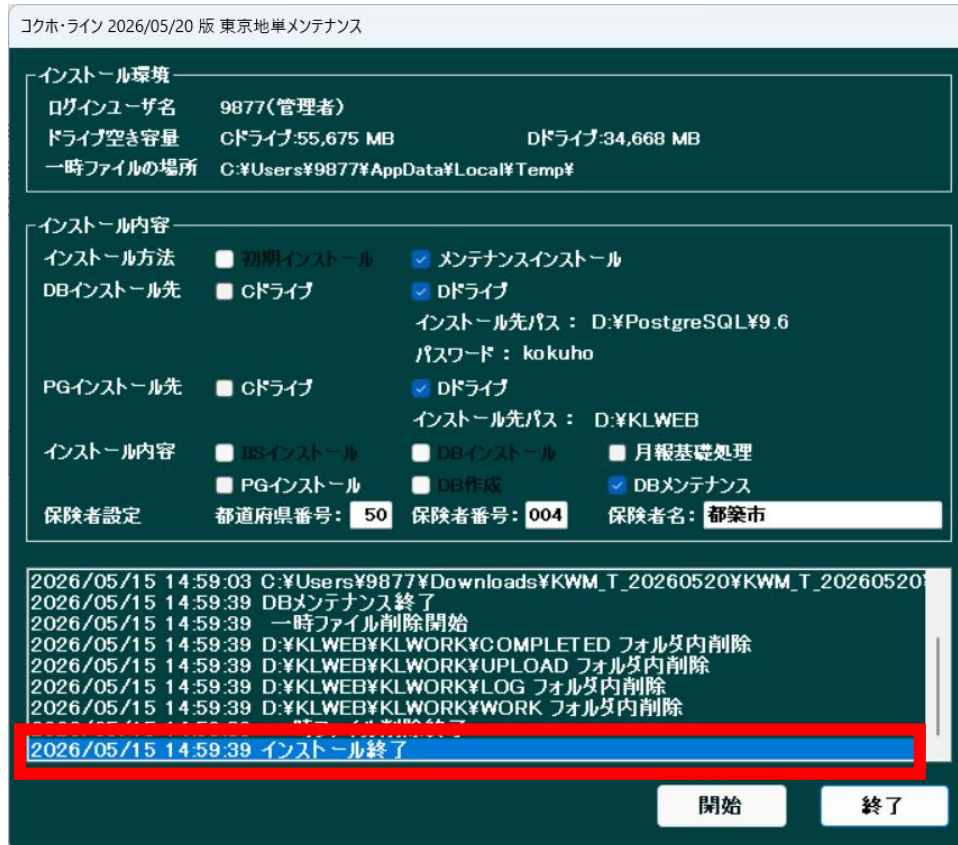 コクホ・ライン 2026/05/20 版 東京地単メンテナンス
インストール環境
ログインユーザ名 9877(管理者)
ドライブ空き容量 Cドライブ:55,675 MB Dドライブ:34,668 MB
一時ファイルの場所 C:¥Users¥9877¥AppData¥Local¥Temp¥
インストール内容
インストール方法 初期インストール メンテナンスインストール
DBインストール先 Cドライブ Dドライブ
インストール先パス： D:¥PostgreSQL¥9.6
パスワード： kokuho
PGインストール先 Cドライブ Dドライブ
インストール先パス： D:¥KLWEB
インストール内容 IISインストール DBインストール 月報基礎処理
PGインストール DB作成 DBメンテナンス
保険者設定 都道府県番号： 50 保険者番号： 004 保険者名： 都築市
2026/05/15 14:59:03 C:¥Users¥9877¥Downloads¥KWM_T_20260520¥KWM_T_20260520¥
2026/05/15 14:59:39 DBメンテナンス終了
2026/05/15 14:59:39 一時ファイル削除開始
2026/05/15 14:59:39 D:¥KLWEB¥KLWORK¥COMPLETED フォルダ内削除
2026/05/15 14:59:39 D:¥KLWEB¥KLWORK¥UPLOAD フォルダ内削除
2026/05/15 14:59:39 D:¥KLWEB¥KLWORK¥LOG フォルダ内削除
2026/05/15 14:59:39 D:¥KLWEB¥KLWORK¥WORK フォルダ内削除
2026/05/15 14:59:39 一時ファイル削除終了
2026/05/15 14:59:39 インストール終了
開始 終了